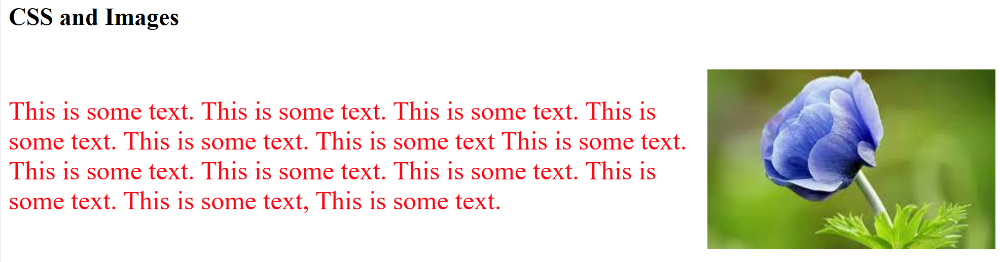 CSS and Images
This is some text. This is some text. This is some text. This is
some text. This is some text. This is some text This is some text.
This is some text. This is some text. This is some text. This is
some text. This is some text, This is some text.